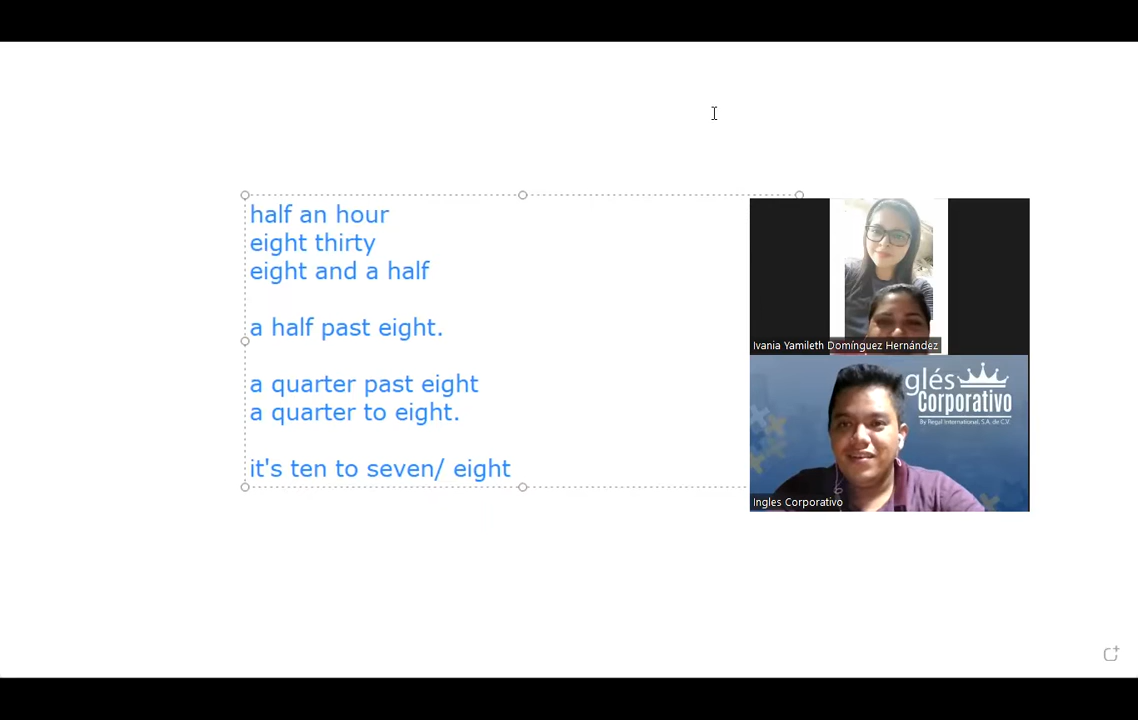 half an hour
eight thirty
eight and a half
a half past eight.
a quarter past eight
a quarter to eight.
it's ten to seven/ eight
Ivania Yamileth Domínguez Hernández
glés
Corporativo
By Regal International, S.A. de C.V.
Ingles Corporativo